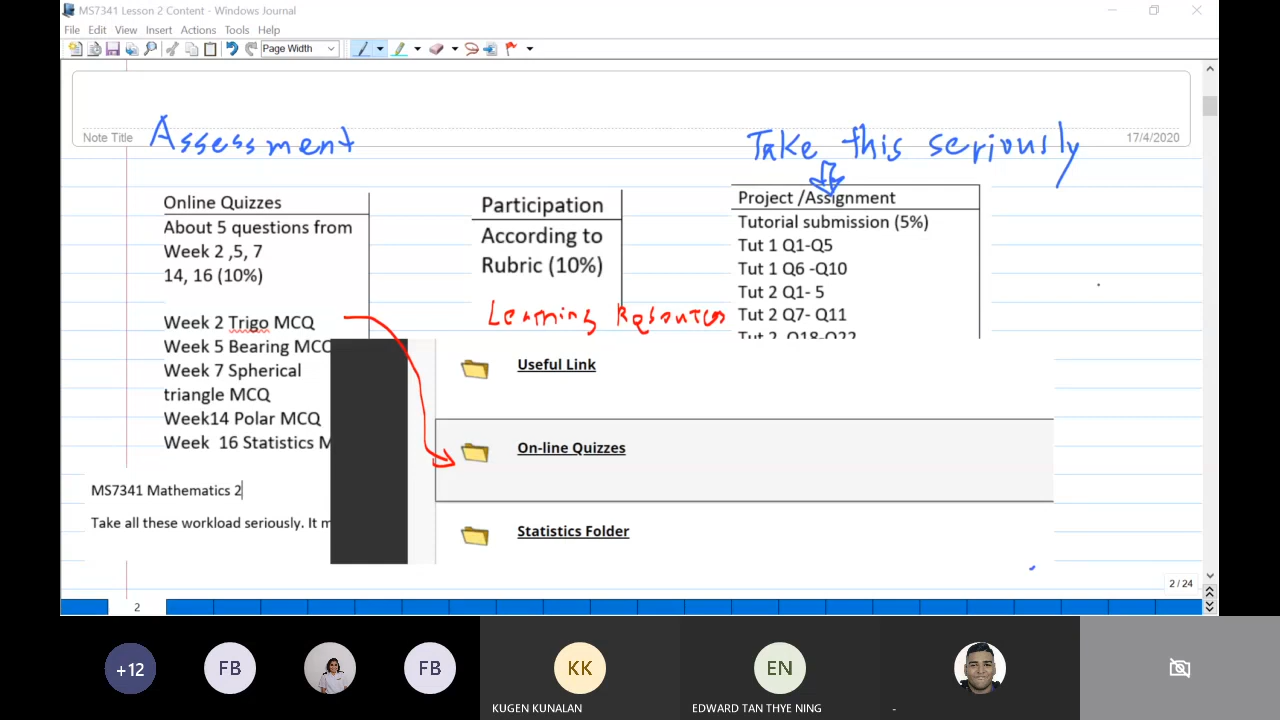 MS7341 Lesson 2 Content - Windows Journal
File Edit View Insert Actions Tools Help
Page Width
Note Title
17/4/2020
Assessment
Take this seriously
Online Quizzes
About 5 questions from
Week 2 ,5, 7
14, 16 (10%)
Week 2 Trigo MCQ
Week 5 Bearing MCQ
Week 7 Spherical
triangle MCQ
Week14 Polar MCQ
Week 16 Statistics M
Participation
According to
Rubric (10%)
Project /Assignment
Tutorial submission (5%)
Tut 1 Q1-Q5
Tut 1 Q6 -Q10
Tut 2 Q1- 5
Tut 2 Q7- Q11
Tut 2 Q18-Q22
Learning Resources
Useful Link
On-line Quizzes
Statistics Folder
MS7341 Mathematics 2
Take all these workload seriously. It m
2 / 24
2
+12
FB
FB
KK
EN
KUGEN KUNALAN
EDWARD TAN THYE NING
-